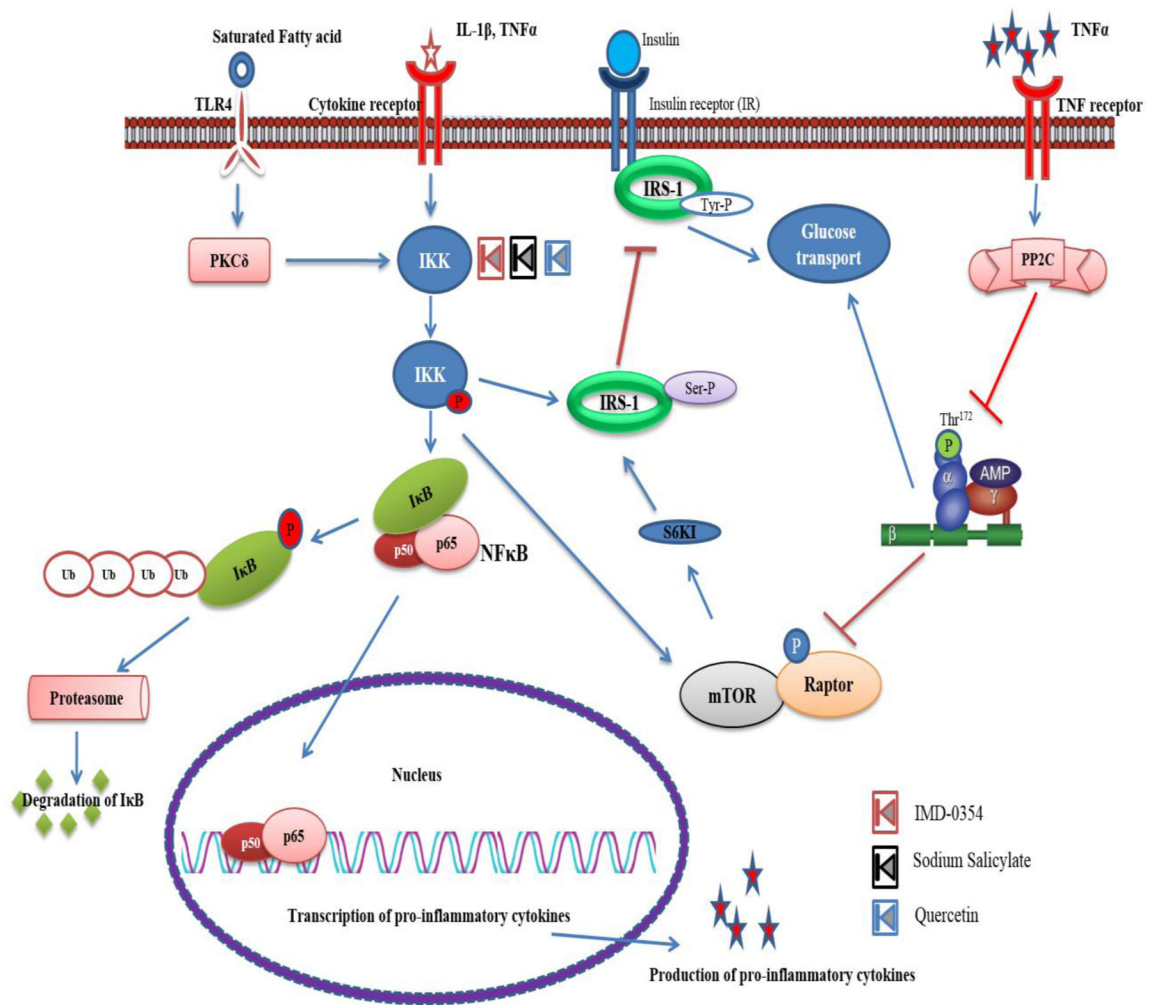 Saturated Fatty acid
IL-1β, TNFα
Insulin
TNFα
TLR4
Cytokine receptor
Insulin receptor (IR)
TNF receptor
IRS-1
Tyr-P
PKCδ
IKK
Glucose
transport
PP2C
IKK
P
IRS-1
Ser-P
Thr172
P
α
AMP
γ
β
IκB
p50
p65
NFκB
S6KI
P
IκB
Ub
Ub
Ub
Ub
P
mTOR
Raptor
Proteasome
Degradation of IκB
Nucleus
p50
p65
Transcription of pro-inflammatory cytokines
Production of pro-inflammatory cytokines
IMD-0354
Sodium Salicylate
Quercetin